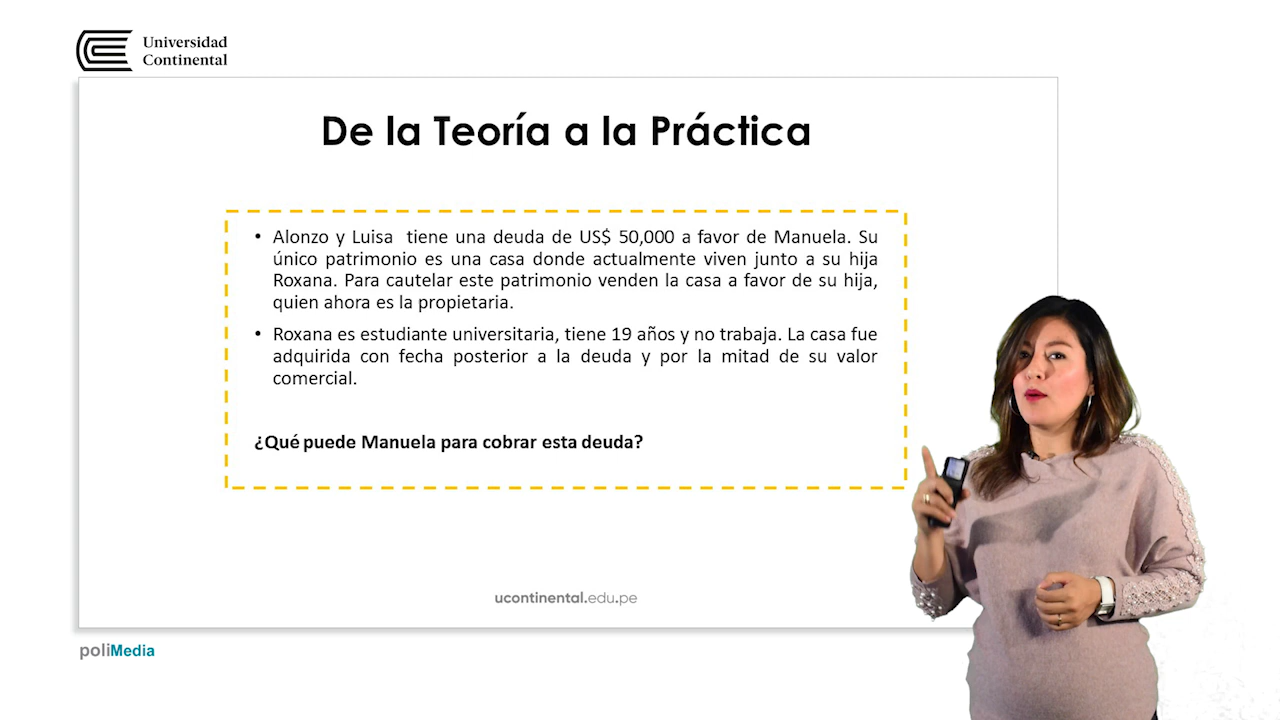 Universidad
Continental
De la Teoría a la Práctica
• Alonzo y Luisa tiene una deuda de US$ 50,000 a favor de Manuela. Su
único patrimonio es una casa donde actualmente viven junto a su hija
Roxana. Para cautelar este patrimonio venden la casa a favor de su hija,
quien ahora es la propietaria.
• Roxana es estudiante universitaria, tiene 19 años y no trabaja. La casa fue
adquirida con fecha posterior a la deuda y por la mitad de su valor
comercial.
¿Qué puede Manuela para cobrar esta deuda?
ucontinental.edu.pe
poliMedia